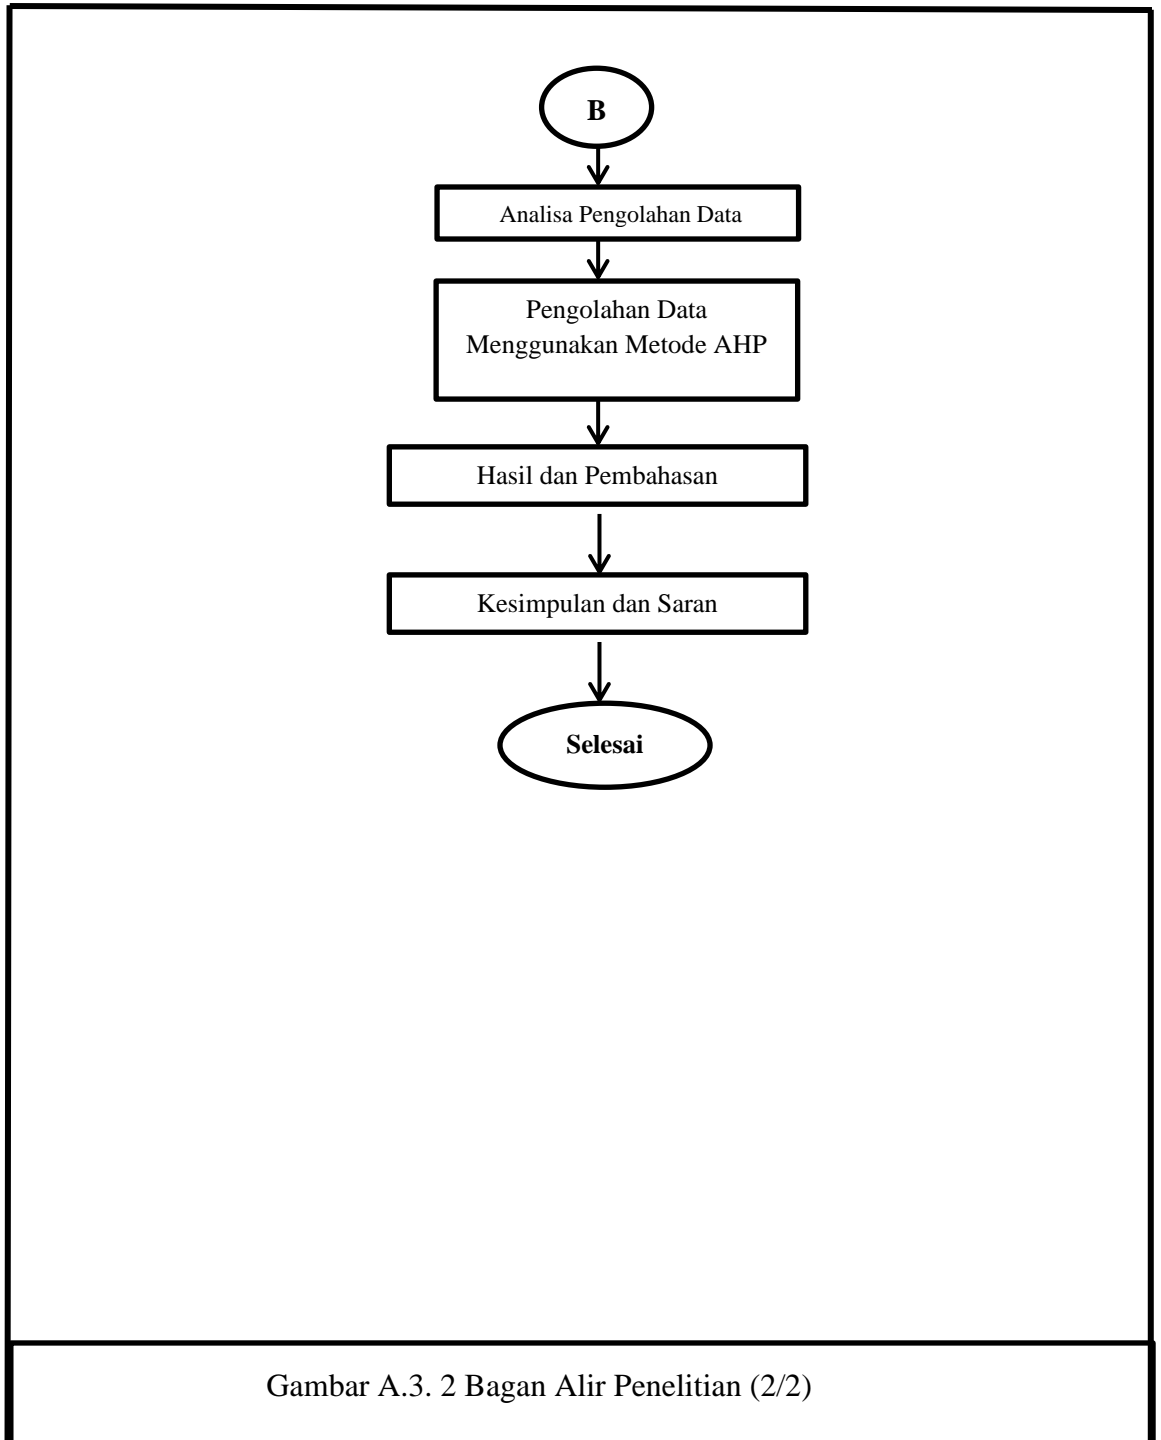 B
Analisa Pengolahan Data
Pengolahan Data
Menggunakan Metode AHP
Hasil dan Pembahasan
Kesimpulan dan Saran
Selesai
Gambar A.3. 2 Bagan Alir Penelitian (2/2)